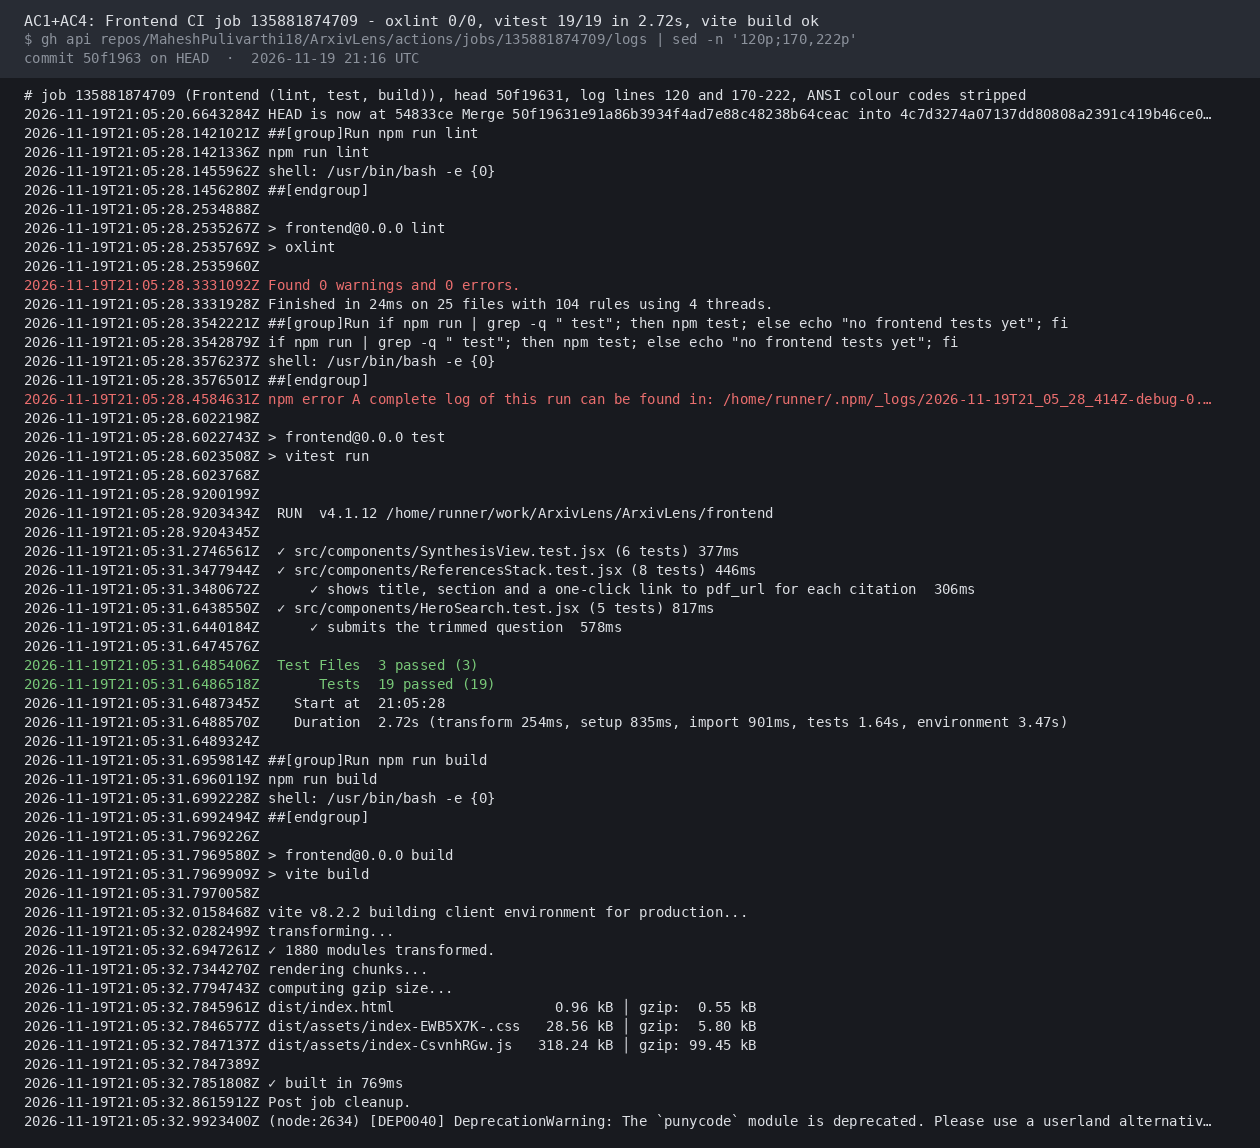 AC1+AC4: Frontend CI job 135881874709 - oxlint 0/0, vitest 19/19 in 2.72s, vite build ok
$ gh api repos/MaheshPulivarthi18/ArxivLens/actions/jobs/135881874709/logs | sed -n '120p;170,222p'
commit 50f1963 on HEAD · 2026-11-19 21:16 UTC
# job 135881874709 (Frontend (lint, test, build)), head 50f19631, log lines 120 and 170-222, ANSI colour codes stripped
2026-11-19T21:05:20.6643284Z HEAD is now at 54833ce Merge 50f19631e91a86b3934f4ad7e88c48238b64ceac into 4c7d3274a07137dd80808a2391c419b46ce0…
2026-11-19T21:05:28.1421021Z ##[group]Run npm run lint
2026-11-19T21:05:28.1421336Z npm run lint
2026-11-19T21:05:28.1455962Z shell: /usr/bin/bash -e {0}
2026-11-19T21:05:28.1456280Z ##[endgroup]
2026-11-19T21:05:28.2534888Z
2026-11-19T21:05:28.2535267Z > frontend@0.0.0 lint
2026-11-19T21:05:28.2535769Z > oxlint
2026-11-19T21:05:28.2535960Z
2026-11-19T21:05:28.3331092Z Found 0 warnings and 0 errors.
2026-11-19T21:05:28.3331928Z Finished in 24ms on 25 files with 104 rules using 4 threads.
2026-11-19T21:05:28.3542221Z ##[group]Run if npm run | grep -q " test"; then npm test; else echo "no frontend tests yet"; fi
2026-11-19T21:05:28.3542879Z if npm run | grep -q " test"; then npm test; else echo "no frontend tests yet"; fi
2026-11-19T21:05:28.3576237Z shell: /usr/bin/bash -e {0}
2026-11-19T21:05:28.3576501Z ##[endgroup]
2026-11-19T21:05:28.4584631Z npm error A complete log of this run can be found in: /home/runner/.npm/_logs/2026-11-19T21_05_28_414Z-debug-0.…
2026-11-19T21:05:28.6022198Z
2026-11-19T21:05:28.6022743Z > frontend@0.0.0 test
2026-11-19T21:05:28.6023508Z > vitest run
2026-11-19T21:05:28.6023768Z
2026-11-19T21:05:28.9200199Z
2026-11-19T21:05:28.9203434Z  RUN  v4.1.12 /home/runner/work/ArxivLens/ArxivLens/frontend
2026-11-19T21:05:28.9204345Z
2026-11-19T21:05:31.2746561Z  ✓ src/components/SynthesisView.test.jsx (6 tests) 377ms
2026-11-19T21:05:31.3477944Z  ✓ src/components/ReferencesStack.test.jsx (8 tests) 446ms
2026-11-19T21:05:31.3480672Z      ✓ shows title, section and a one-click link to pdf_url for each citation  306ms
2026-11-19T21:05:31.6438550Z  ✓ src/components/HeroSearch.test.jsx (5 tests) 817ms
2026-11-19T21:05:31.6440184Z      ✓ submits the trimmed question  578ms
2026-11-19T21:05:31.6474576Z
2026-11-19T21:05:31.6485406Z  Test Files  3 passed (3)
2026-11-19T21:05:31.6486518Z       Tests  19 passed (19)
2026-11-19T21:05:31.6487345Z    Start at  21:05:28
2026-11-19T21:05:31.6488570Z    Duration  2.72s (transform 254ms, setup 835ms, import 901ms, tests 1.64s, environment 3.47s)
2026-11-19T21:05:31.6489324Z
2026-11-19T21:05:31.6959814Z ##[group]Run npm run build
2026-11-19T21:05:31.6960119Z npm run build
2026-11-19T21:05:31.6992228Z shell: /usr/bin/bash -e {0}
2026-11-19T21:05:31.6992494Z ##[endgroup]
2026-11-19T21:05:31.7969226Z
2026-11-19T21:05:31.7969580Z > frontend@0.0.0 build
2026-11-19T21:05:31.7969909Z > vite build
2026-11-19T21:05:31.7970058Z
2026-11-19T21:05:32.0158468Z vite v8.2.2 building client environment for production...
2026-11-19T21:05:32.0282499Z transforming...
2026-11-19T21:05:32.6947261Z ✓ 1880 modules transformed.
2026-11-19T21:05:32.7344270Z rendering chunks...
2026-11-19T21:05:32.7794743Z computing gzip size...
2026-11-19T21:05:32.7845961Z dist/index.html                   0.96 kB │ gzip:  0.55 kB
2026-11-19T21:05:32.7846577Z dist/assets/index-EWB5X7K-.css   28.56 kB │ gzip:  5.80 kB
2026-11-19T21:05:32.7847137Z dist/assets/index-CsvnhRGw.js   318.24 kB │ gzip: 99.45 kB
2026-11-19T21:05:32.7847389Z
2026-11-19T21:05:32.7851808Z ✓ built in 769ms
2026-11-19T21:05:32.8615912Z Post job cleanup.
2026-11-19T21:05:32.9923400Z (node:2634) [DEP0040] DeprecationWarning: The `punycode` module is deprecated. Please use a userland alternativ…